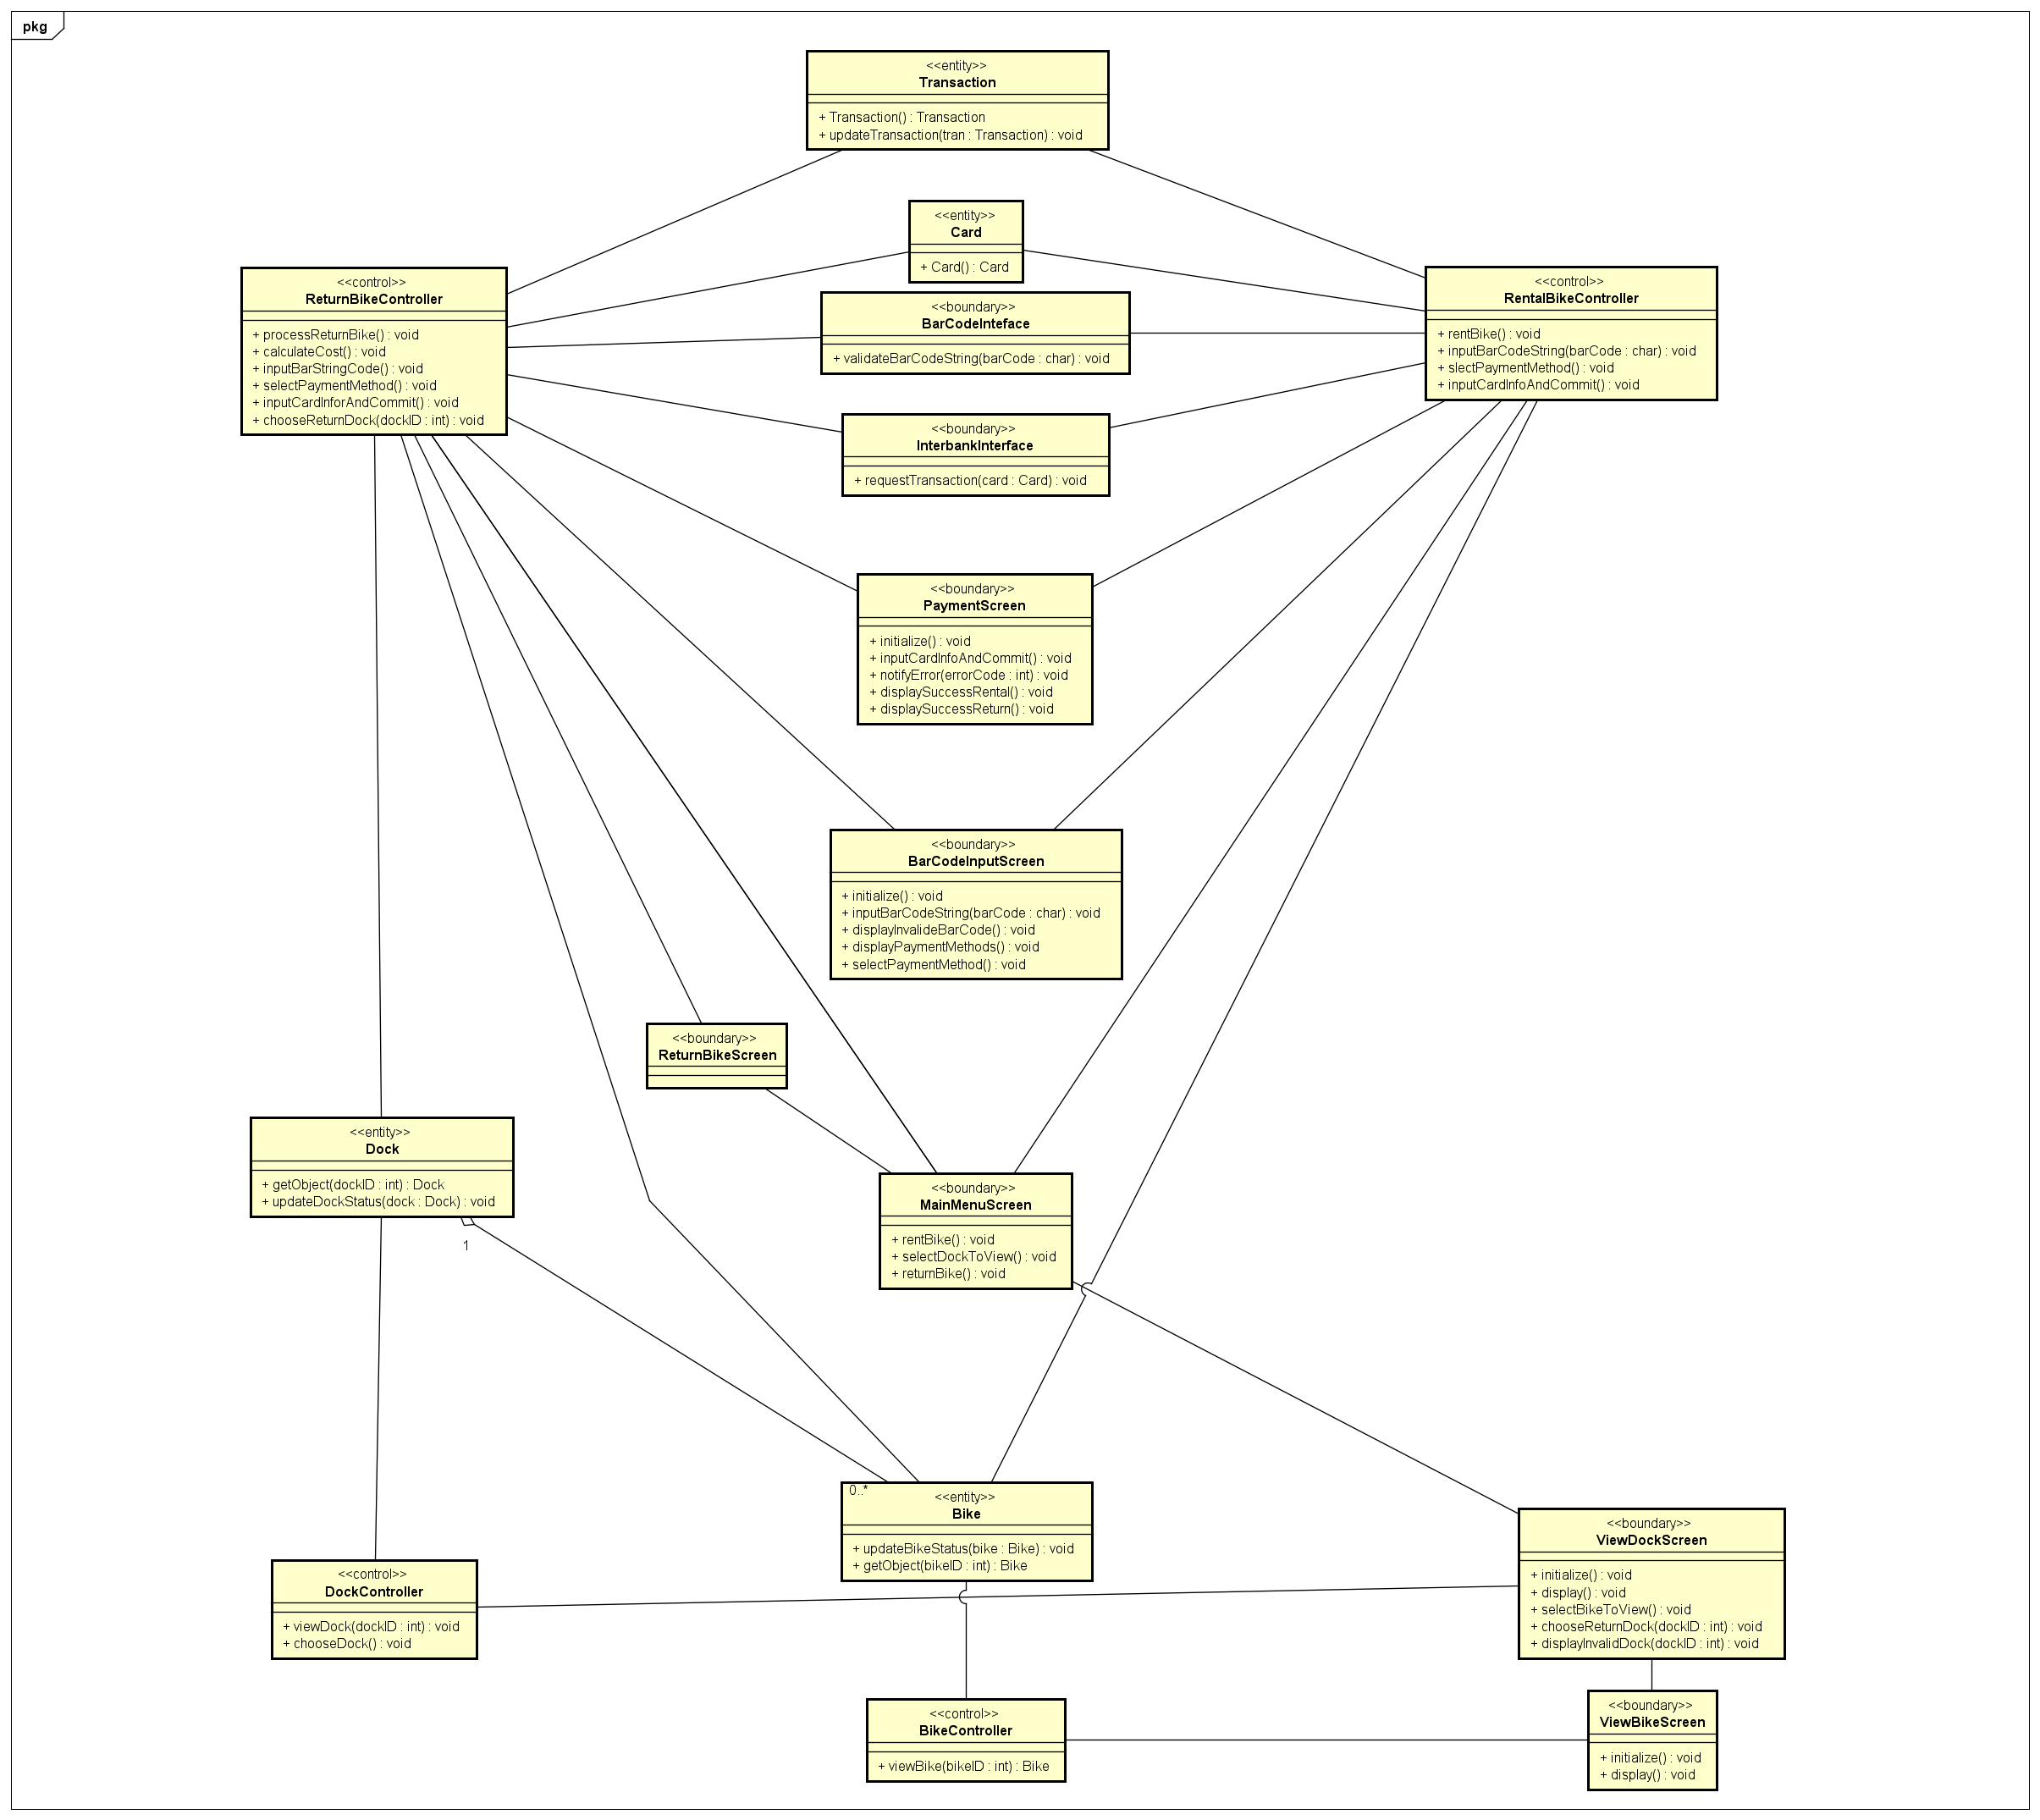 pkg
<<entity>>
Transaction
+ Transaction() : Transaction
+ updateTransaction(tran : Transaction) : void
<<entity>>
Card
+ Card() : Card
<<control>>
ReturnBikeController
+ processReturnBike() : void
+ calculateCost() : void
+ inputBarStringCode() : void
+ selectPaymentMethod() : void
+ inputCardInforAndCommit() : void
+ chooseReturnDock(dockID : int) : void
<<boundary>>
BarCodeInteface
+ validateBarCodeString(barCode : char) : void
<<control>>
RentalBikeController
+ rentBike() : void
+ inputBarCodeString(barCode : char) : void
+ slectPaymentMethod() : void
+ inputCardInfoAndCommit() : void
<<boundary>>
InterbankInterface
+ requestTransaction(card : Card) : void
<<boundary>>
PaymentScreen
+ initialize() : void
+ inputCardInfoAndCommit() : void
+ notifyError(errorCode : int) : void
+ displaySuccessRental() : void
+ displaySuccessReturn() : void
<<boundary>>
BarCodeInputScreen
+ initialize() : void
+ inputBarCodeString(barCode : char) : void
+ displayInvalideBarCode() : void
+ displayPaymentMethods() : void
+ selectPaymentMethod() : void
<<boundary>>
ReturnBikeScreen
<<entity>>
Dock
+ getObject(dockID : int) : Dock
+ updateDockStatus(dock : Dock) : void
1
<<boundary>>
MainMenuScreen
+ rentBike() : void
+ selectDockToView() : void
+ returnBike() : void
0..*
<<entity>>
Bike
+ updateBikeStatus(bike : Bike) : void
+ getObject(bikeID : int) : Bike
<<boundary>>
ViewDockScreen
+ initialize() : void
+ display() : void
+ selectBikeToView() : void
+ chooseReturnDock(dockID : int) : void
+ displayInvalidDock(dockID : int) : void
<<control>>
DockController
+ viewDock(dockID : int) : void
+ chooseDock() : void
<<control>>
BikeController
+ viewBike(bikeID : int) : Bike
<<boundary>>
ViewBikeScreen
+ initialize() : void
+ display() : void